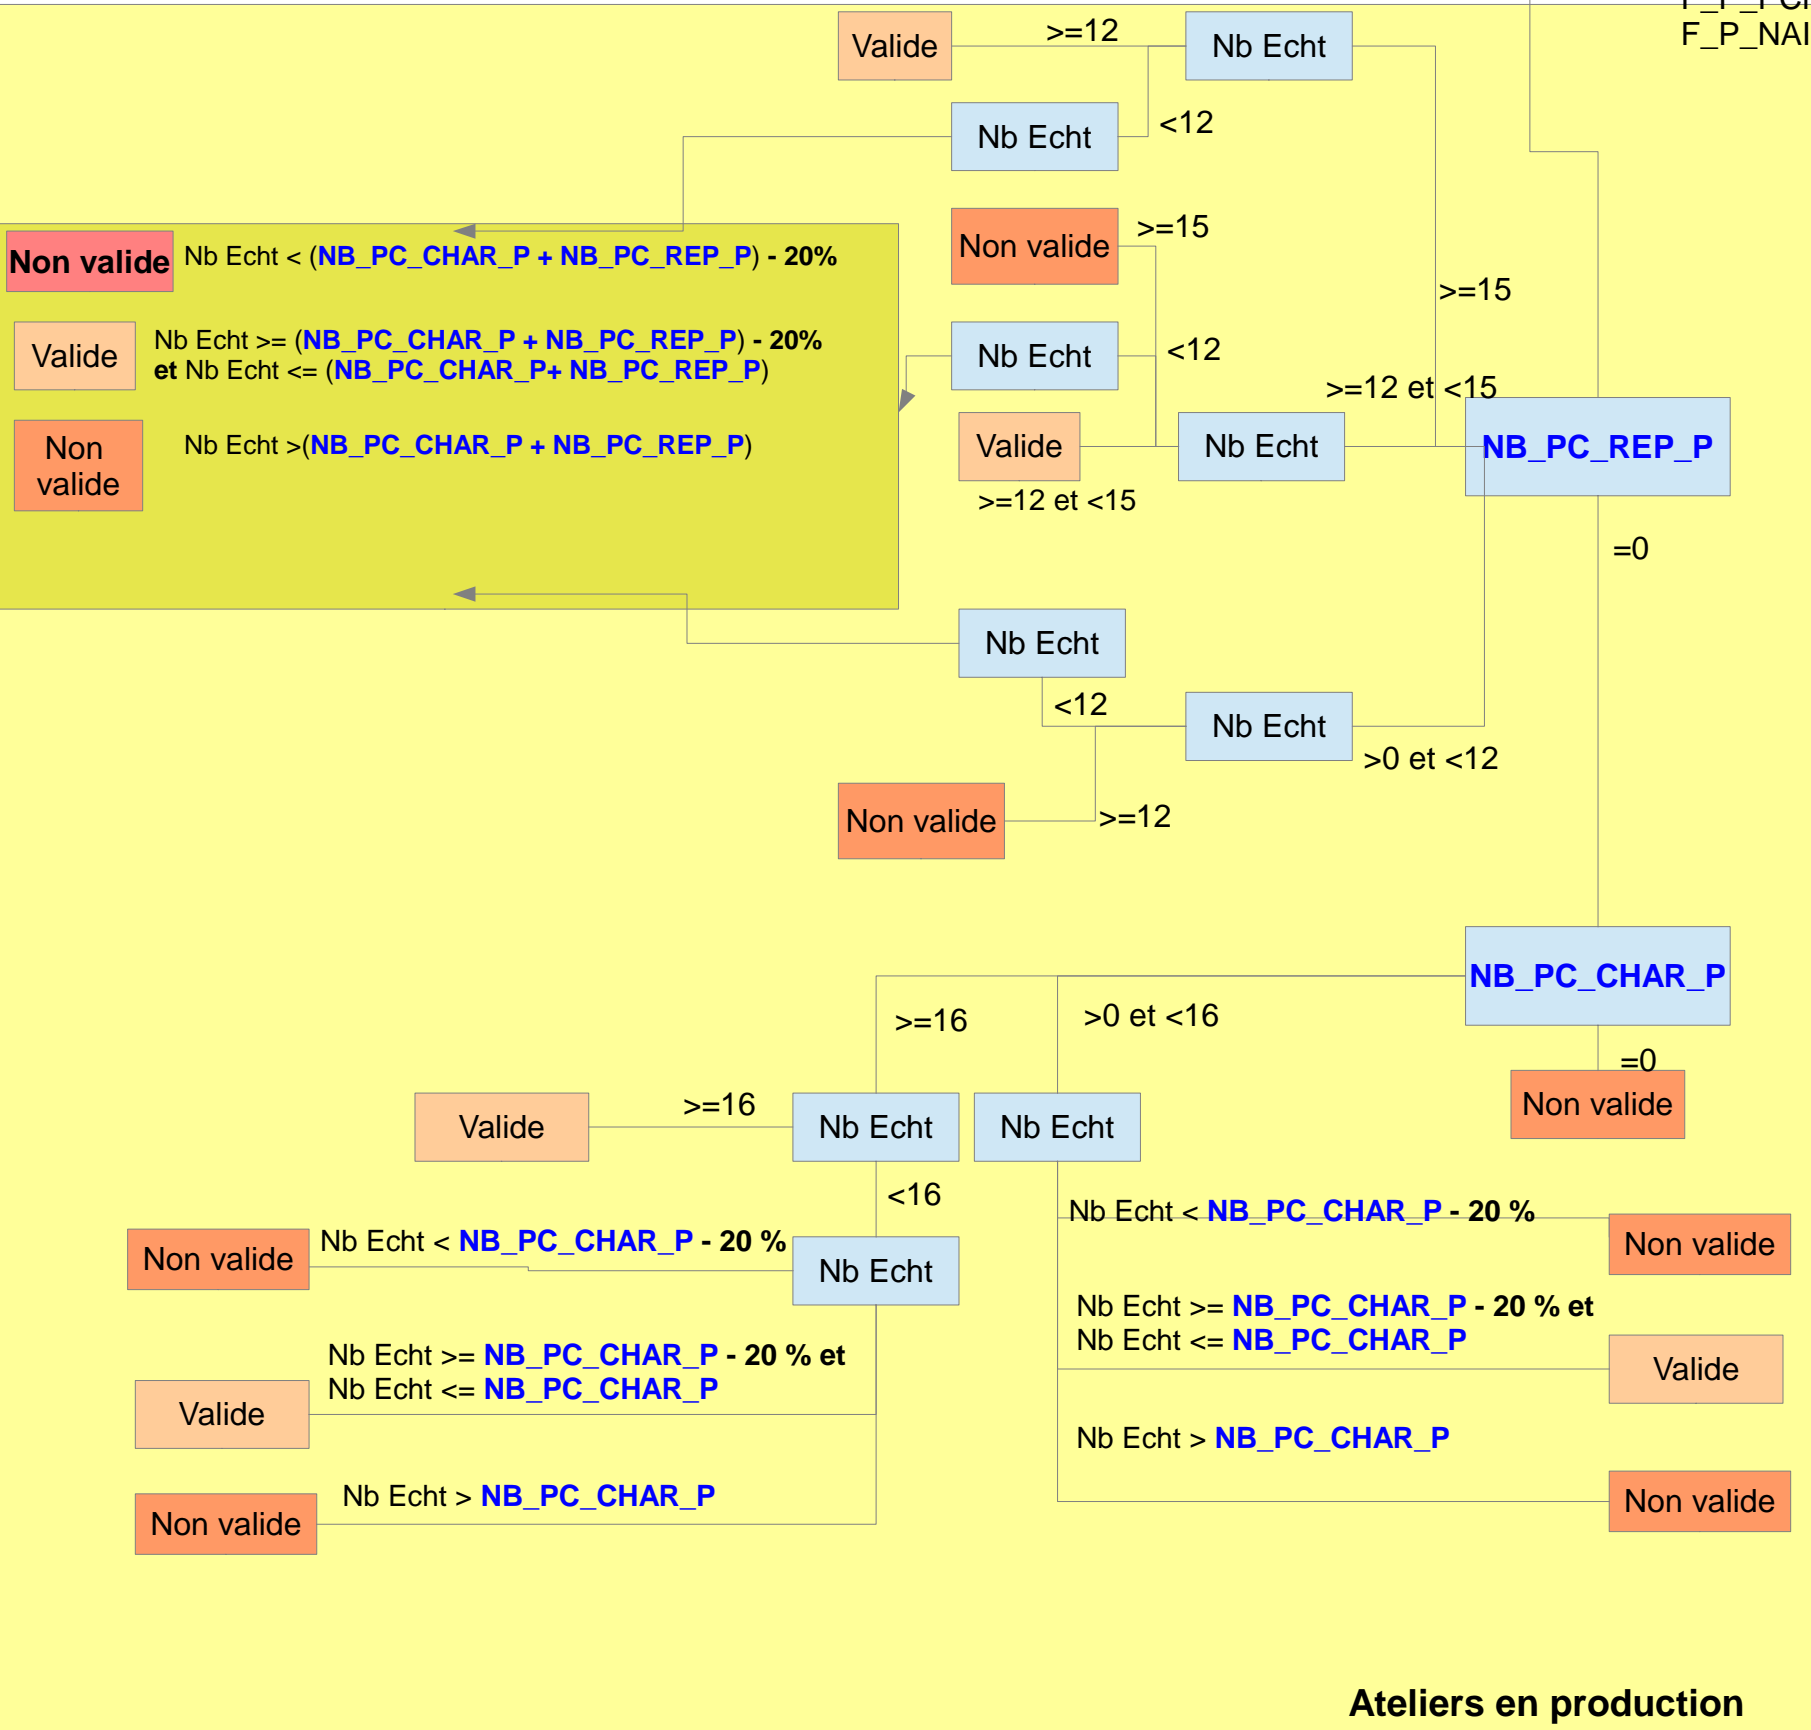 F_P_NAI
Valide
>=12
Nb Echt
Nb Echt
<12
Non valide
>=15
>=15
Non valide
Nb Echt < (NB_PC_CHAR_P + NB_PC_REP_P) - 20%
Valide
Nb Echt >= (NB_PC_CHAR_P + NB_PC_REP_P) - 20%
et Nb Echt <= (NB_PC_CHAR_P+ NB_PC_REP_P)
Non
valide
Nb Echt >(NB_PC_CHAR_P + NB_PC_REP_P)
Nb Echt
<12
>=12 et <15
Valide
Nb Echt
NB_PC_REP_P
>=12 et <15
=0
Nb Echt
<12
Nb Echt
>0 et <12
Non valide
>=12
NB_PC_CHAR_P
>=16
>0 et <16
=0
Non valide
Valide
>=16
Nb Echt
Nb Echt
<16
Non valide
Nb Echt < NB_PC_CHAR_P - 20 %
Nb Echt
Nb Echt < NB_PC_CHAR_P - 20 %
Non valide
Nb Echt >= NB_PC_CHAR_P - 20 % et
Nb Echt <= NB_PC_CHAR_P
Valide
Nb Echt >= NB_PC_CHAR_P - 20 % et
Nb Echt <= NB_PC_CHAR_P
Valide
Nb Echt > NB_PC_CHAR_P
Non valide
Nb Echt > NB_PC_CHAR_P
Non valide
Ateliers en production